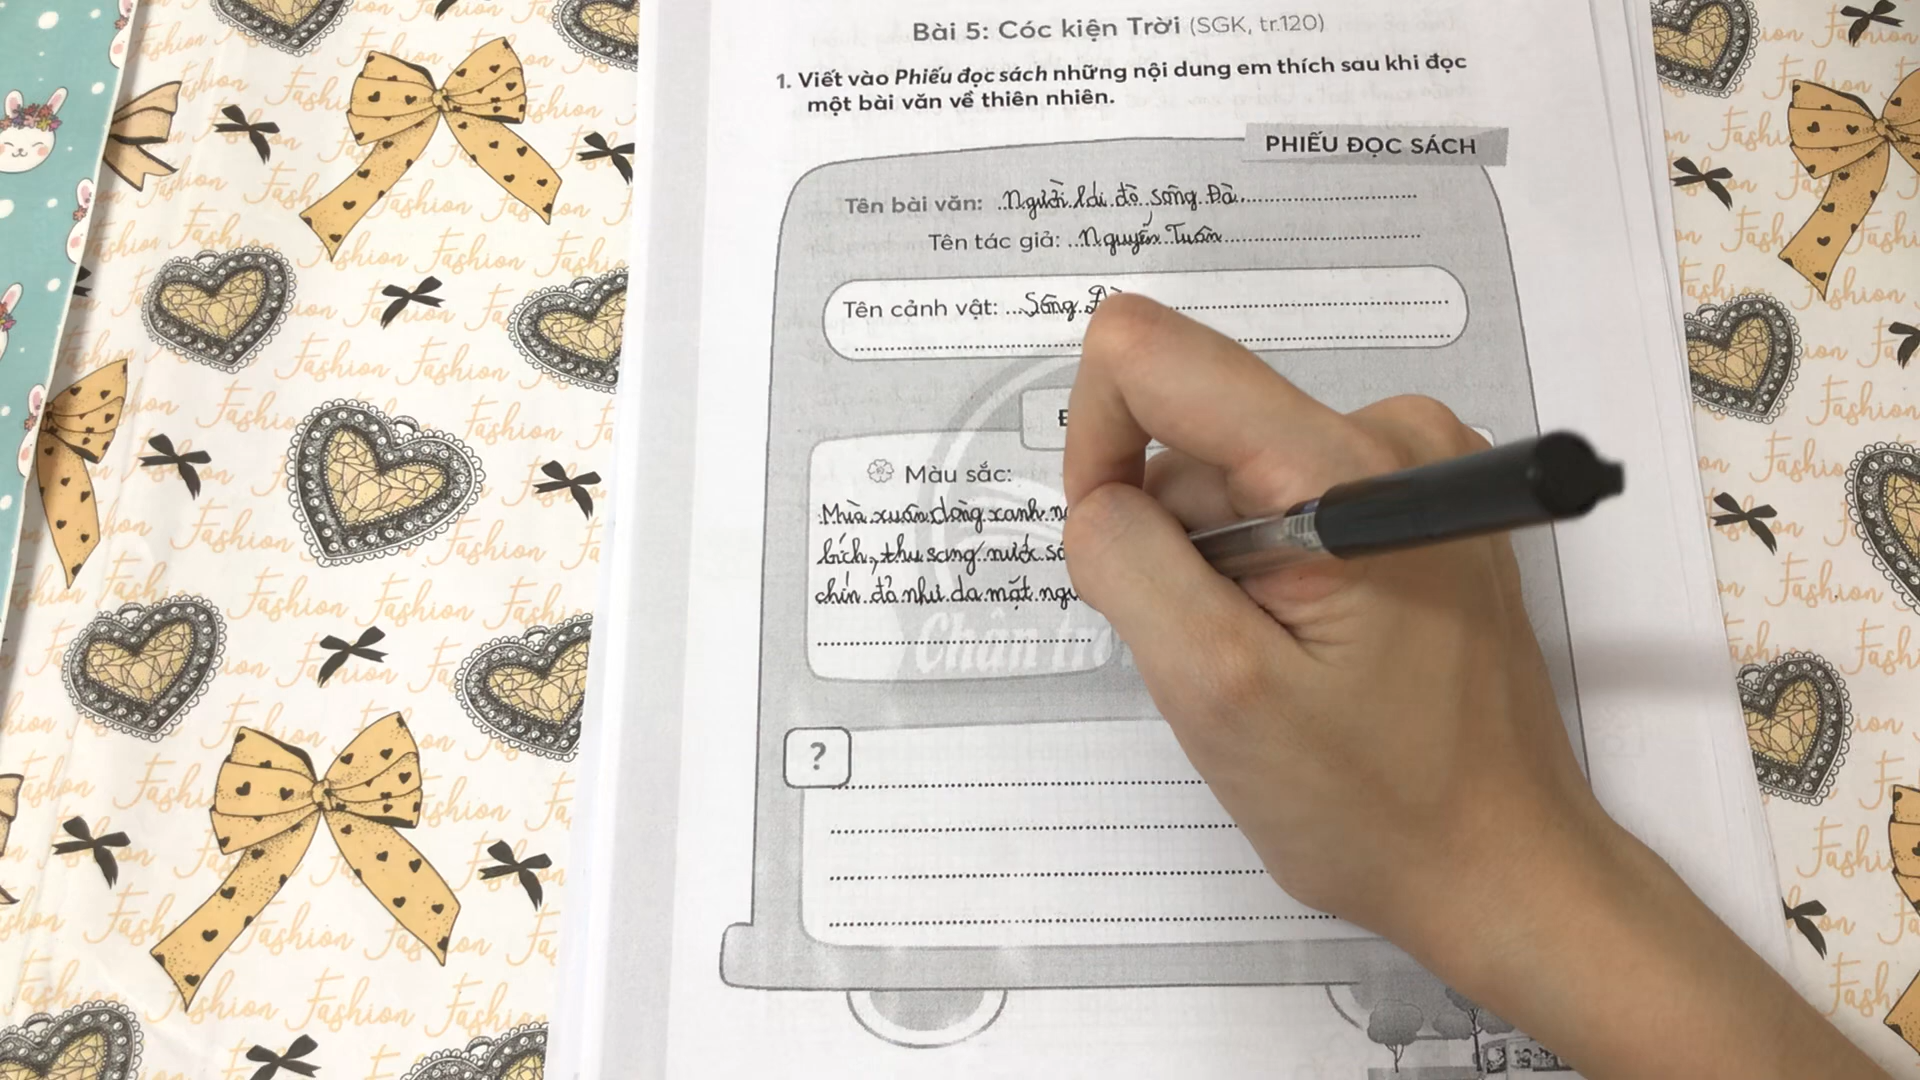 Bài 5: Cóc kiện Trời (SGK, tr.120)
1. Viết vào Phiếu đọc sách những nội dung em thích sau khi đọc
một bài văn về thiên nhiên.
PHIẾU ĐỌC SÁCH
Tên bài văn: Người lái đò sông Đà
Tên tác giả: Nguyễn Tuân
Tên cảnh vật: Sông Đà
Màu sắc:
Mùa xuân dòng xanh
bích, thu sang nước
chín đỏ như da mặt
?
Chân
Fashion